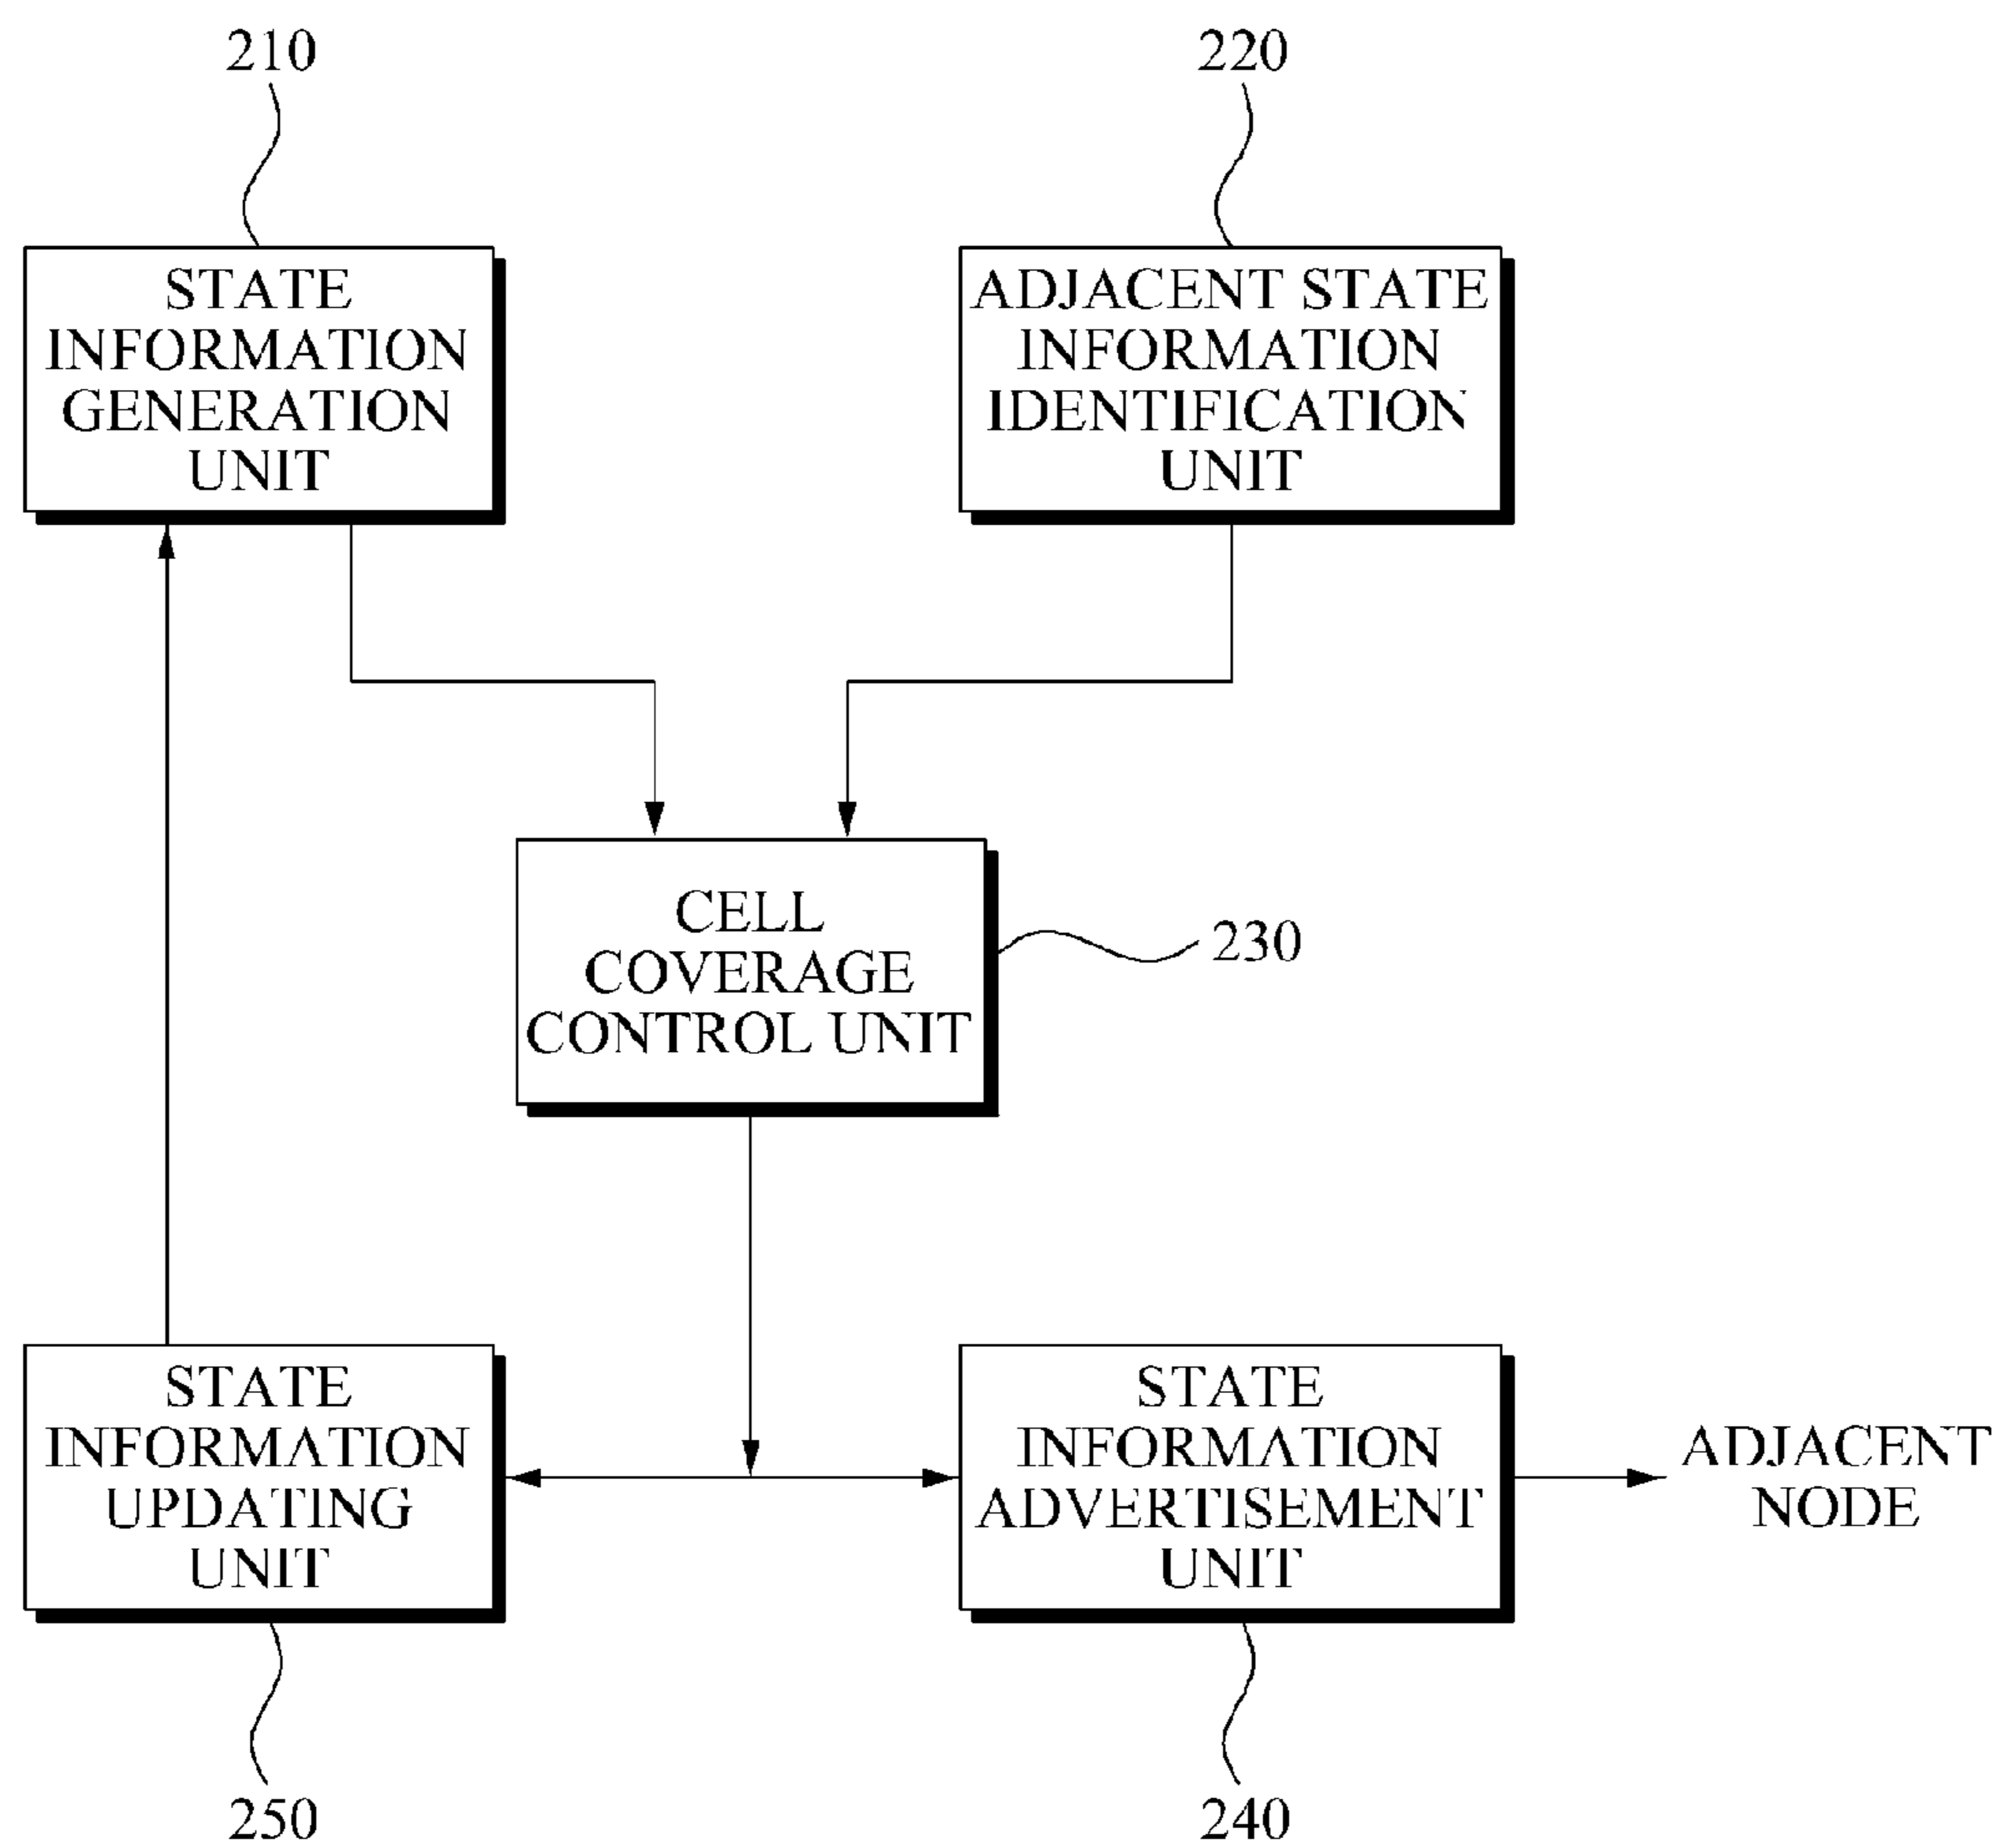 210
220
STATE
INFORMATION
GENERATION
UNIT
ADJACENT STATE
INFORMATION
IDENTIFICATION
UNIT
CELL
COVERAGE
CONTROL UNIT
230
STATE
INFORMATION
UPDATING
UNIT
STATE
INFORMATION
ADVERTISEMENT
UNIT
ADJACENT
NODE
250
240